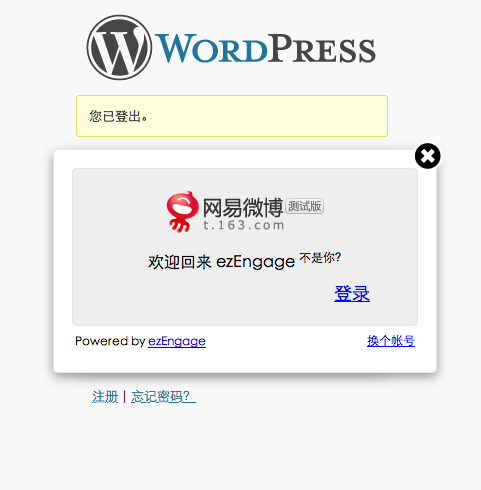 WORDPRESS
您已登出。
网易微博 测试版
t.163.com
欢迎回来 ezEngage 不是你?
登录
Powered by ezEngage 换个帐号
注册 | 忘记密码?